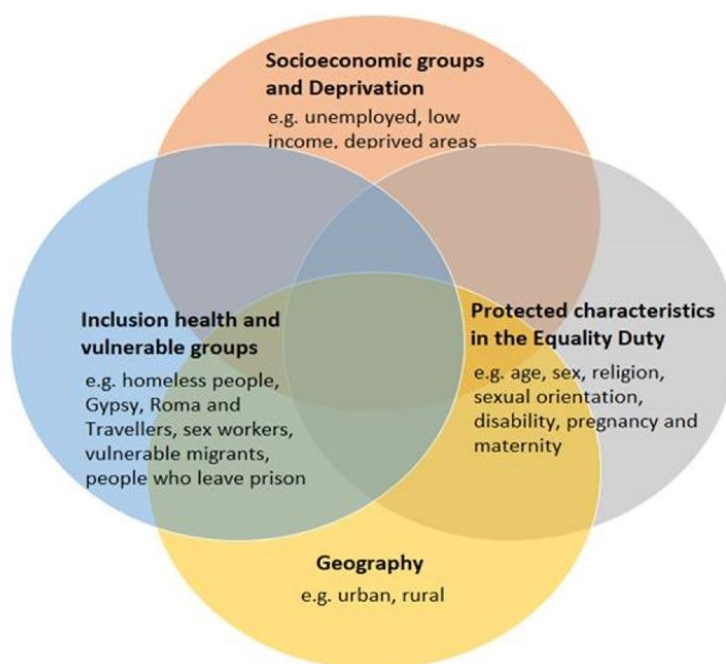 Socioeconomic groups
and Deprivation
e.g. unemployed, low
income, deprived areas
Inclusion health and
vulnerable groups
e.g. homeless people,
Gypsy, Roma and
Travellers, sex workers,
vulnerable migrants,
people who leave prison
Protected characteristics
in the Equality Duty
e.g. age, sex, religion,
sexual orientation,
disability, pregnancy and
maternity
Geography
e.g. urban, rural